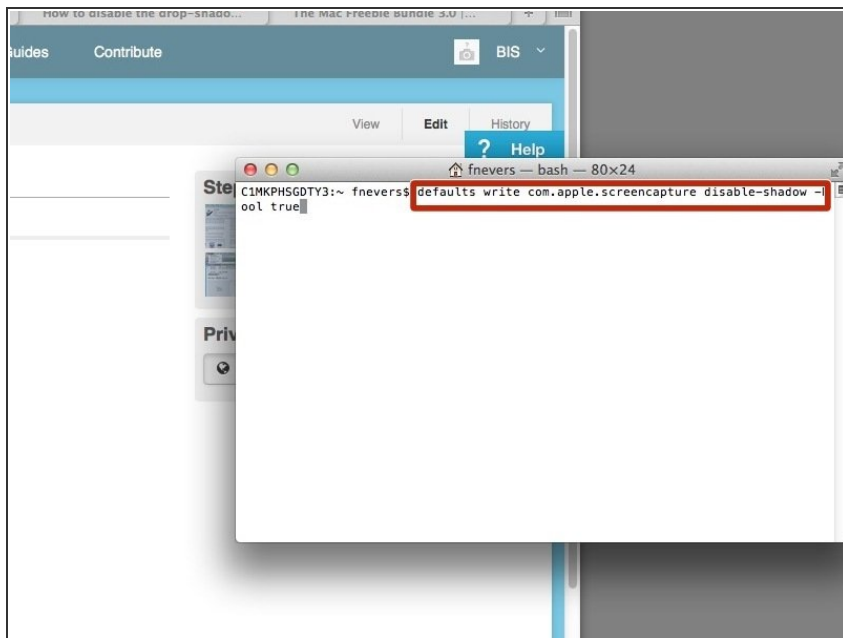 How to disable the drop-shado...
The Mac Freebie Bundle 3.0 |...
Guides
Contribute
BIS
View
Edit
History
? Help
fnevers — bash — 80×24
C1MKPHSGDTY3:~ fnevers$ defaults write com.apple.screencapture disable-shadow -b
ool true
Step
Priv